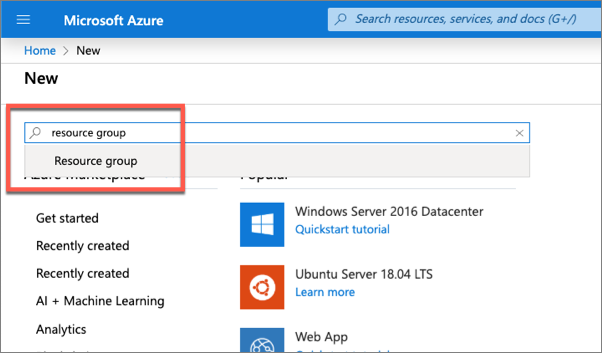 Microsoft Azure
Search resources, services, and docs (G+/)
Home > New
New
resource group
Resource group
Azure Marketplace
Popular
Get started
Recently created
Recently created
AI + Machine Learning
Analytics
Windows Server 2016 Datacenter
Quickstart tutorial
Ubuntu Server 18.04 LTS
Learn more
Web App